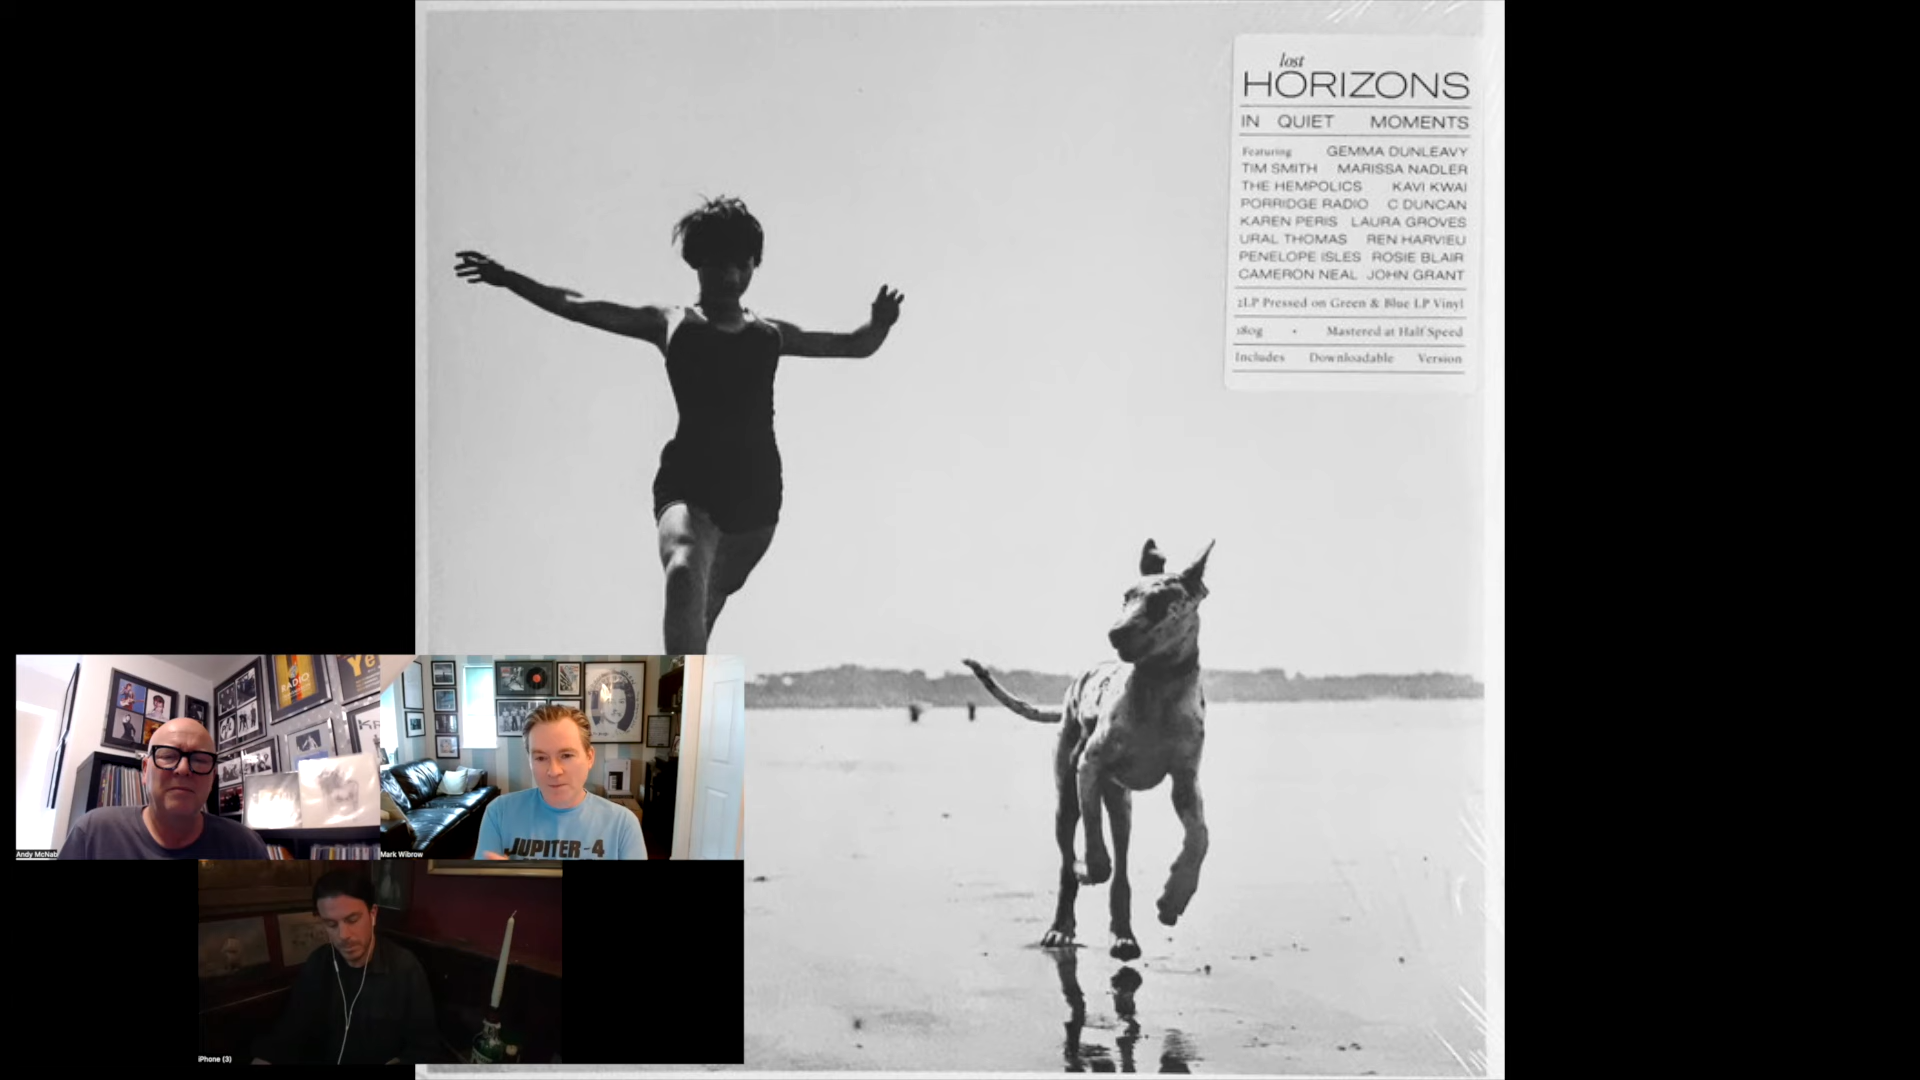 lost
HORIZONS
IN QUIET MOMENTS
Featuring GEMMA DUNLEAVY
TIM SMITH MARISSA NADLER
THE HEMPOLICS KAVI KWAI
PORRIDGE RADIO C DUNCAN
KAREN PERIS LAURA GROVES
URAL THOMAS REN HARVIEU
PENELOPE ISLES ROSIE BLAIR
CAMERON NEAL JOHN GRANT
2LP Pressed on Green & Blue LP Vinyl
180g • Mastered at Half Speed
Includes Downloadable Version
RADIO
Ye
JUPITER-4
Andy McNab
Mark Wibrow
iPhone (3)